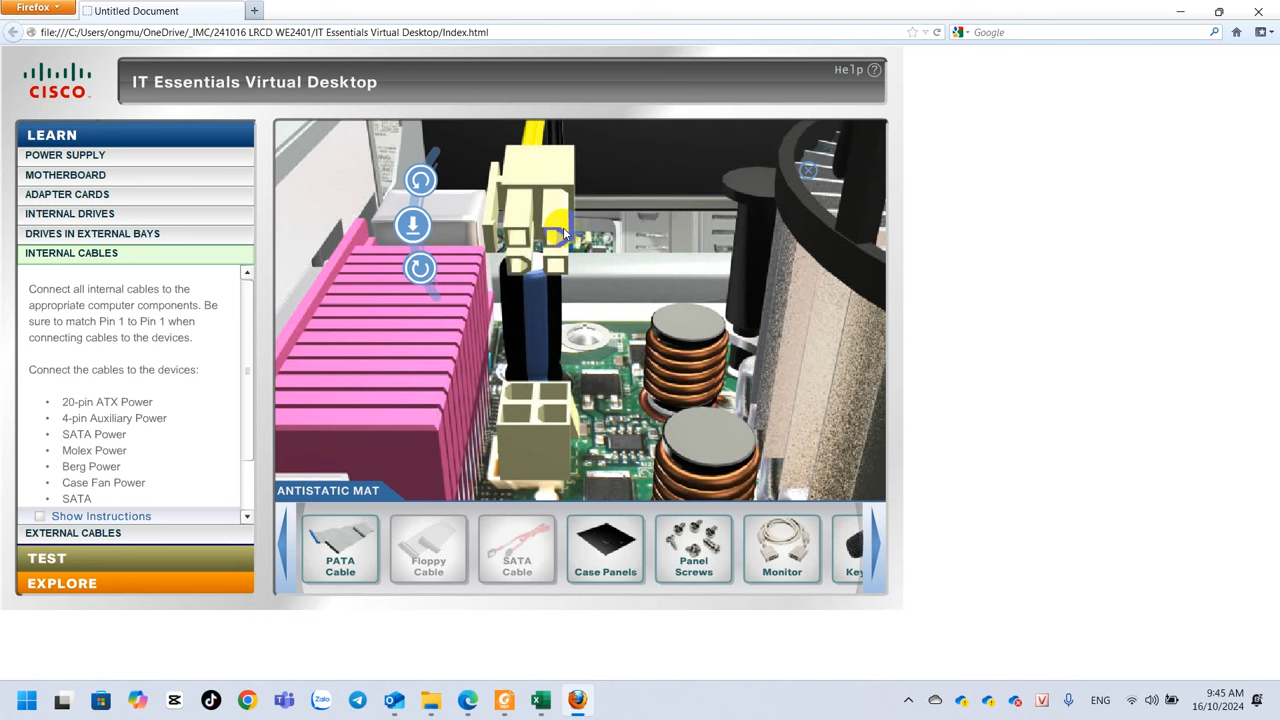 Firefox
Untitled Document
file:///C:/Users/ongmu/OneDrive/_IMC/241016 LRCD WE2401/IT Essentials Virtual Desktop/Index.html
Google
CISCO
IT Essentials Virtual Desktop
Help ?
LEARN
POWER SUPPLY
MOTHERBOARD
ADAPTER CARDS
INTERNAL DRIVES
DRIVES IN EXTERNAL BAYS
INTERNAL CABLES
Connect all internal cables to the
appropriate computer components. Be
sure to match Pin 1 to Pin 1 when
connecting cables to the devices.
Connect the cables to the devices:
• 20-pin ATX Power
• 4-pin Auxiliary Power
• SATA Power
• Molex Power
• Berg Power
• Case Fan Power
• SATA
Show Instructions
EXTERNAL CABLES
TEST
EXPLORE
ANTISTATIC MAT
PATA
Cable
Floppy
Cable
SATA
Cable
Case Panels
Panel
Screws
Monitor
Key
Zalo
ENG
9:45 AM
16/10/2024